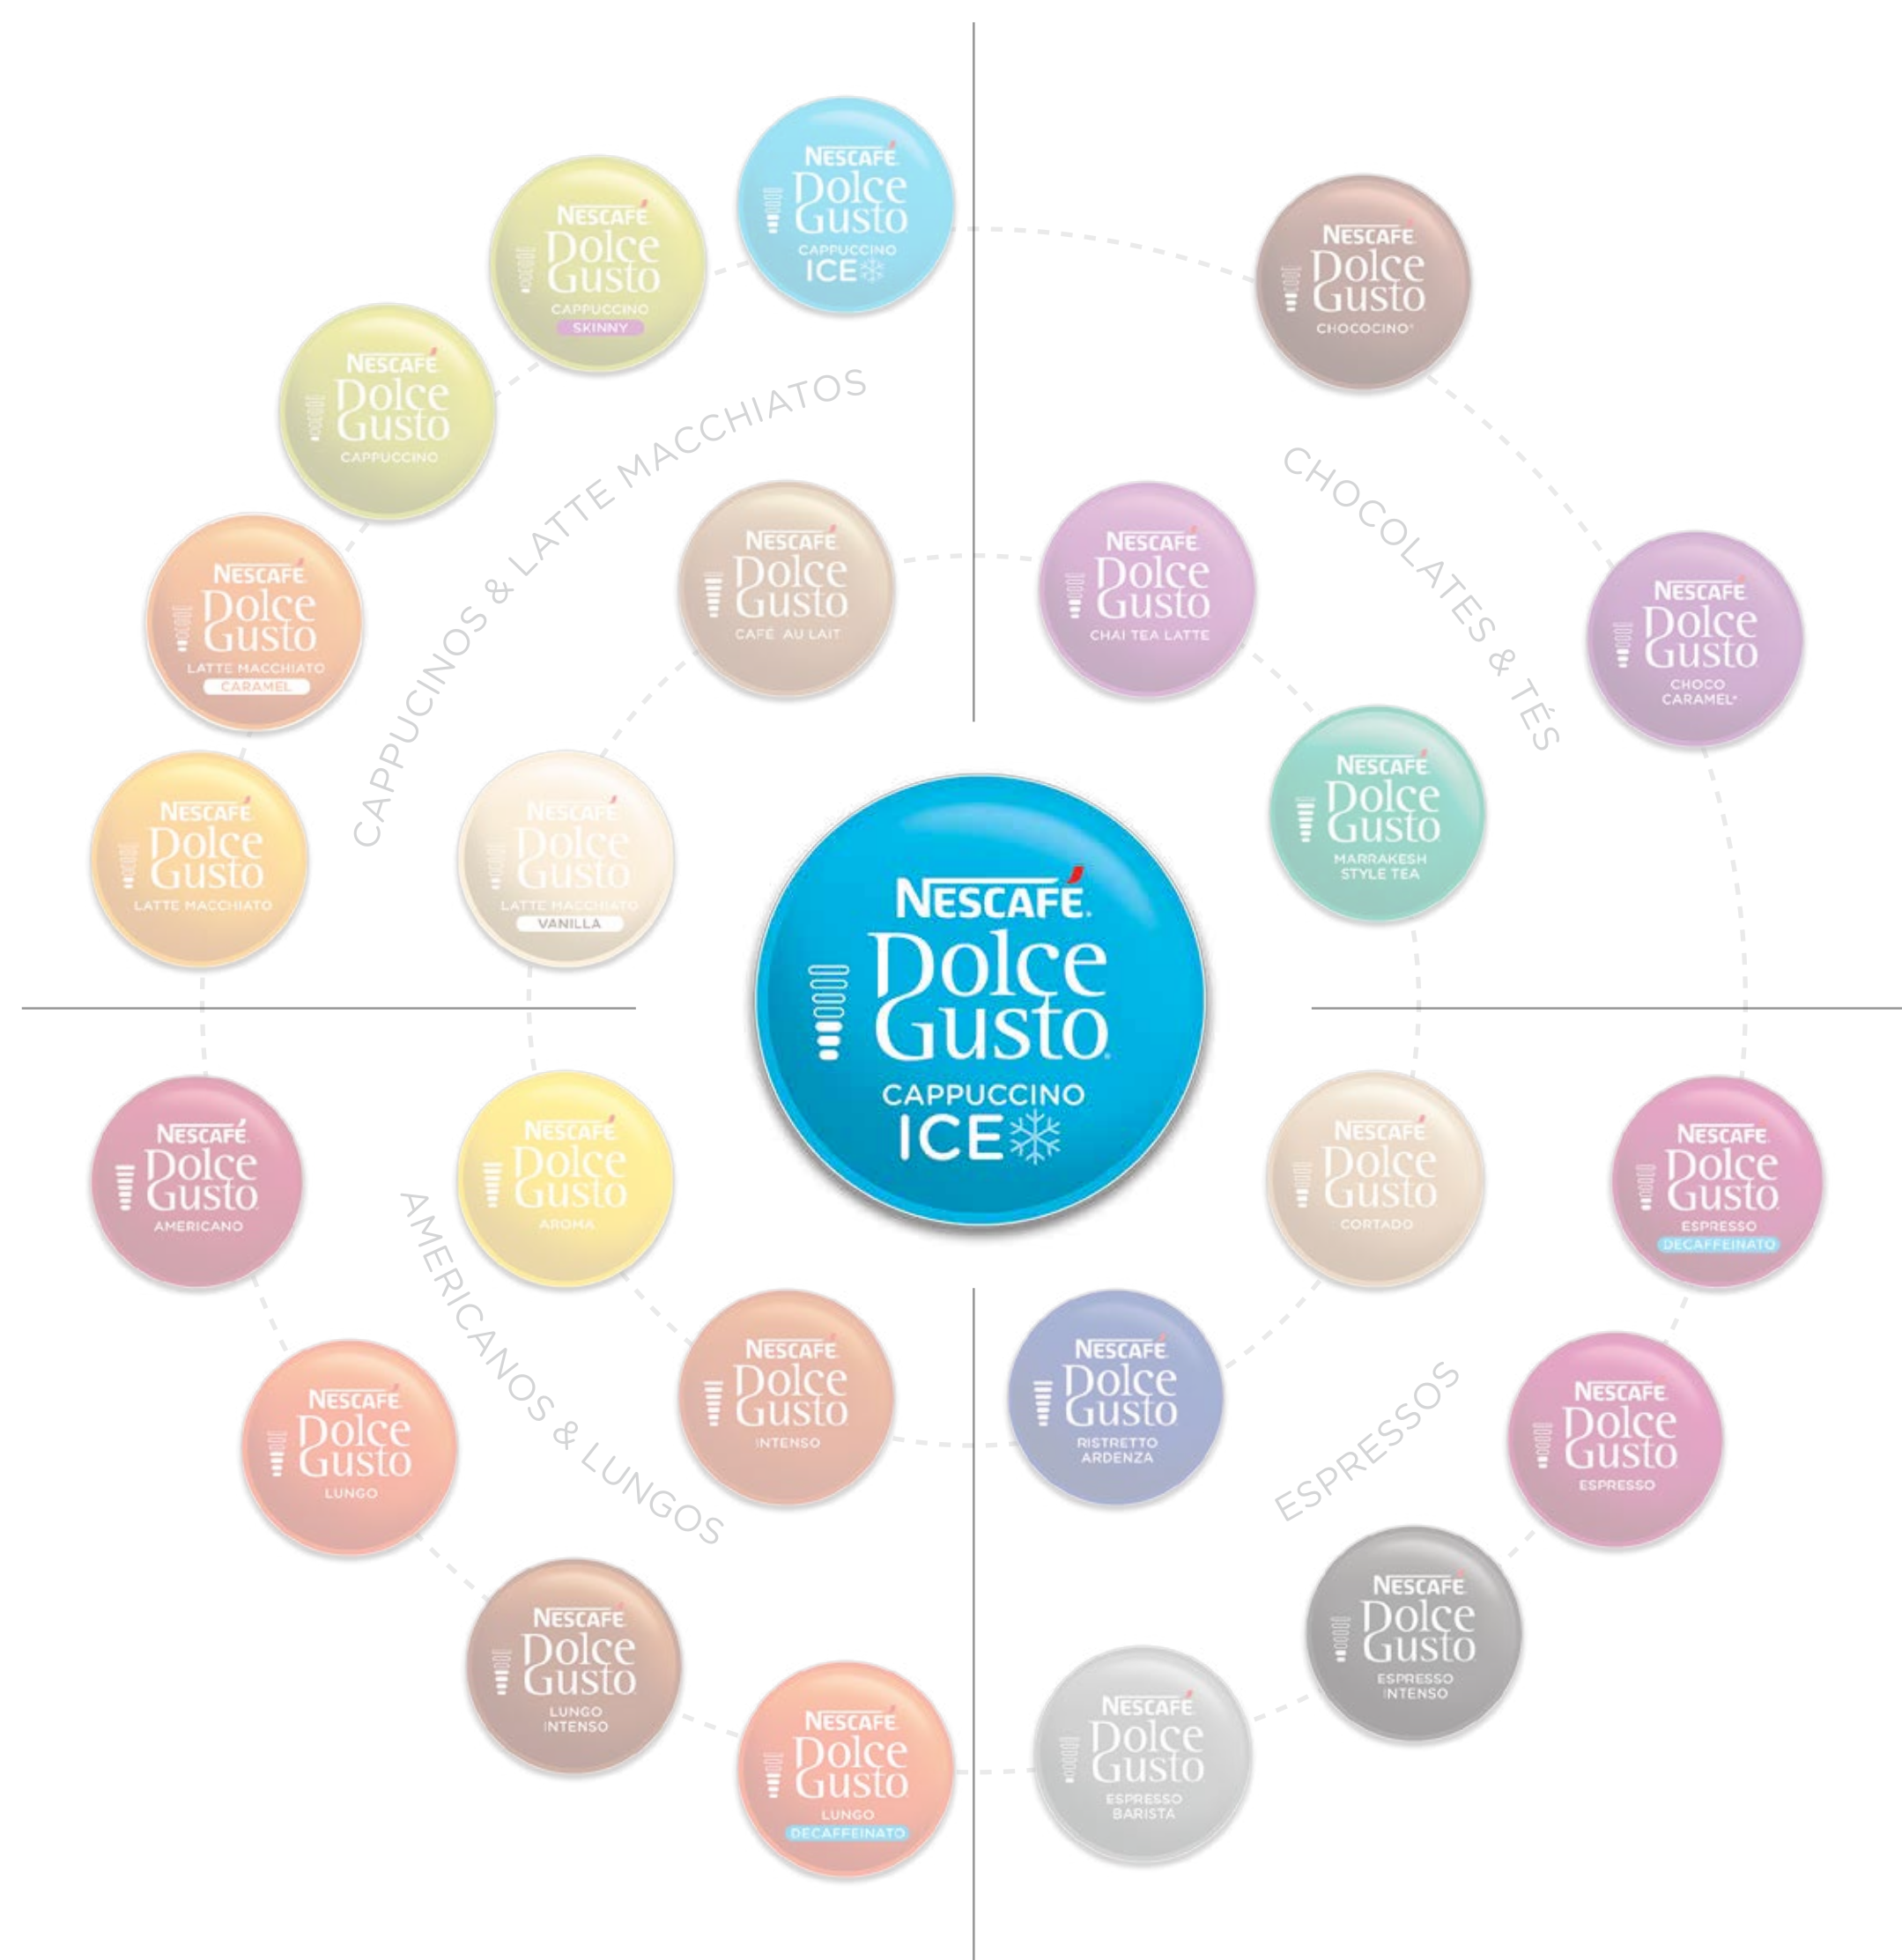 NESCAFÉ
Dolce
Gusto
CAPPUCCINO
ICE
NESCAFÉ
Dolce
Gusto
CAPPUCCINO
SKINNY
NESCAFÉ
Dolce
Gusto
CAPPUCCINO
NESCAFÉ
Dolce
Gusto
LATTE MACCHIATO
CARAMEL
NESCAFÉ
Dolce
Gusto
LATTE MACCHIATO
CAPPUCINOS & LATTE MACCHIATOS
NESCAFÉ
Dolce
Gusto
CAFÉ AU LAIT
NESCAFÉ
Dolce
Gusto
LATTE MACCHIATO
VANILLA
NESCAFÉ
Dolce
Gusto
CHOCOCINO*
NESCAFÉ
Dolce
Gusto
CHOCO
CARAMEL*
CHOCOLATES & TÉS
NESCAFÉ
Dolce
Gusto
CHAI TEA LATTE
NESCAFÉ
Dolce
Gusto
MARRAKESH
STYLE TEA
NESCAFÉ
Dolce
Gusto
CAPPUCCINO
ICE
NESCAFÉ
Dolce
Gusto
AMERICANO
NESCAFÉ
Dolce
Gusto
AROMA
NESCAFÉ
Dolce
Gusto
INTENSO
AMERICANOS & LUNGOS
NESCAFÉ
Dolce
Gusto
LUNGO
NESCAFÉ
Dolce
Gusto
LUNGO
INTENSO
NESCAFÉ
Dolce
Gusto
LUNGO
DECAFFEINATO
NESCAFÉ
Dolce
Gusto
CORTADO
NESCAFÉ
Dolce
Gusto
ESPRESSO
DECAFFEINATO
NESCAFÉ
Dolce
Gusto
RISTRETTO
ARDENZA
ESPRESSOS
NESCAFÉ
Dolce
Gusto
ESPRESSO
NESCAFÉ
Dolce
Gusto
ESPRESSO
INTENSO
NESCAFÉ
Dolce
Gusto
ESPRESSO
BARISTA